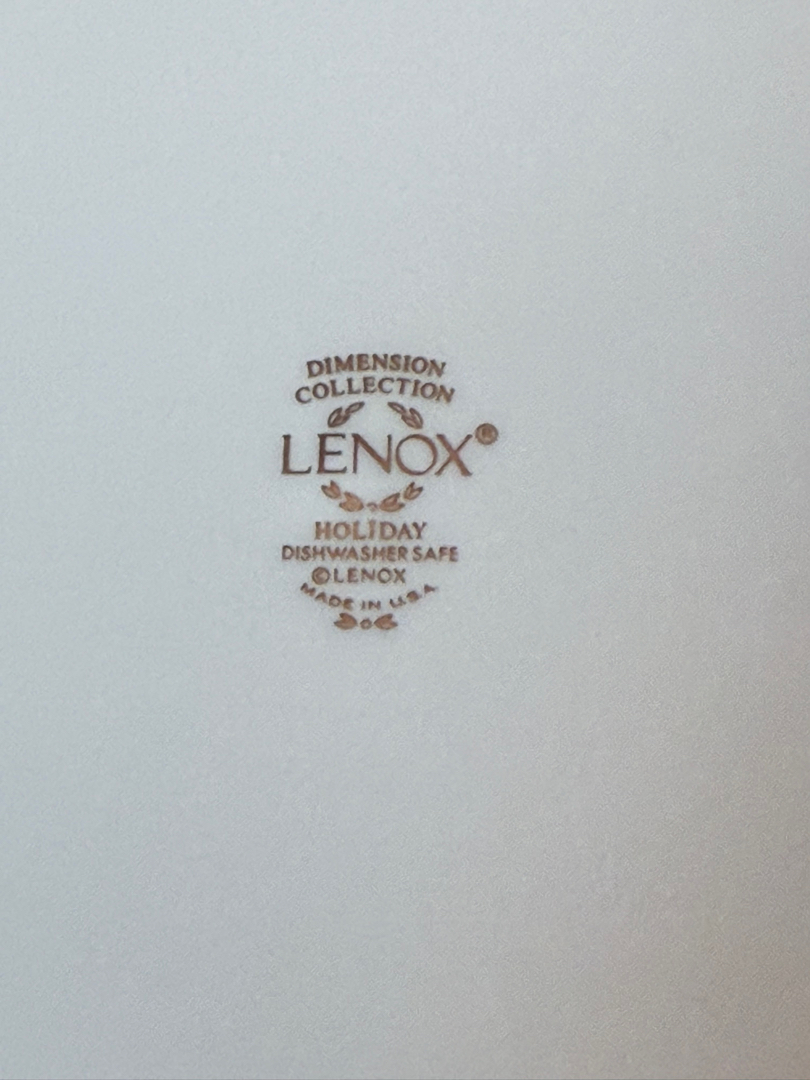 DIMENSION
COLLECTION
LENOX®
HOLIDAY
DISHWASHER SAFE
©LENOX
MADE IN U.S.A